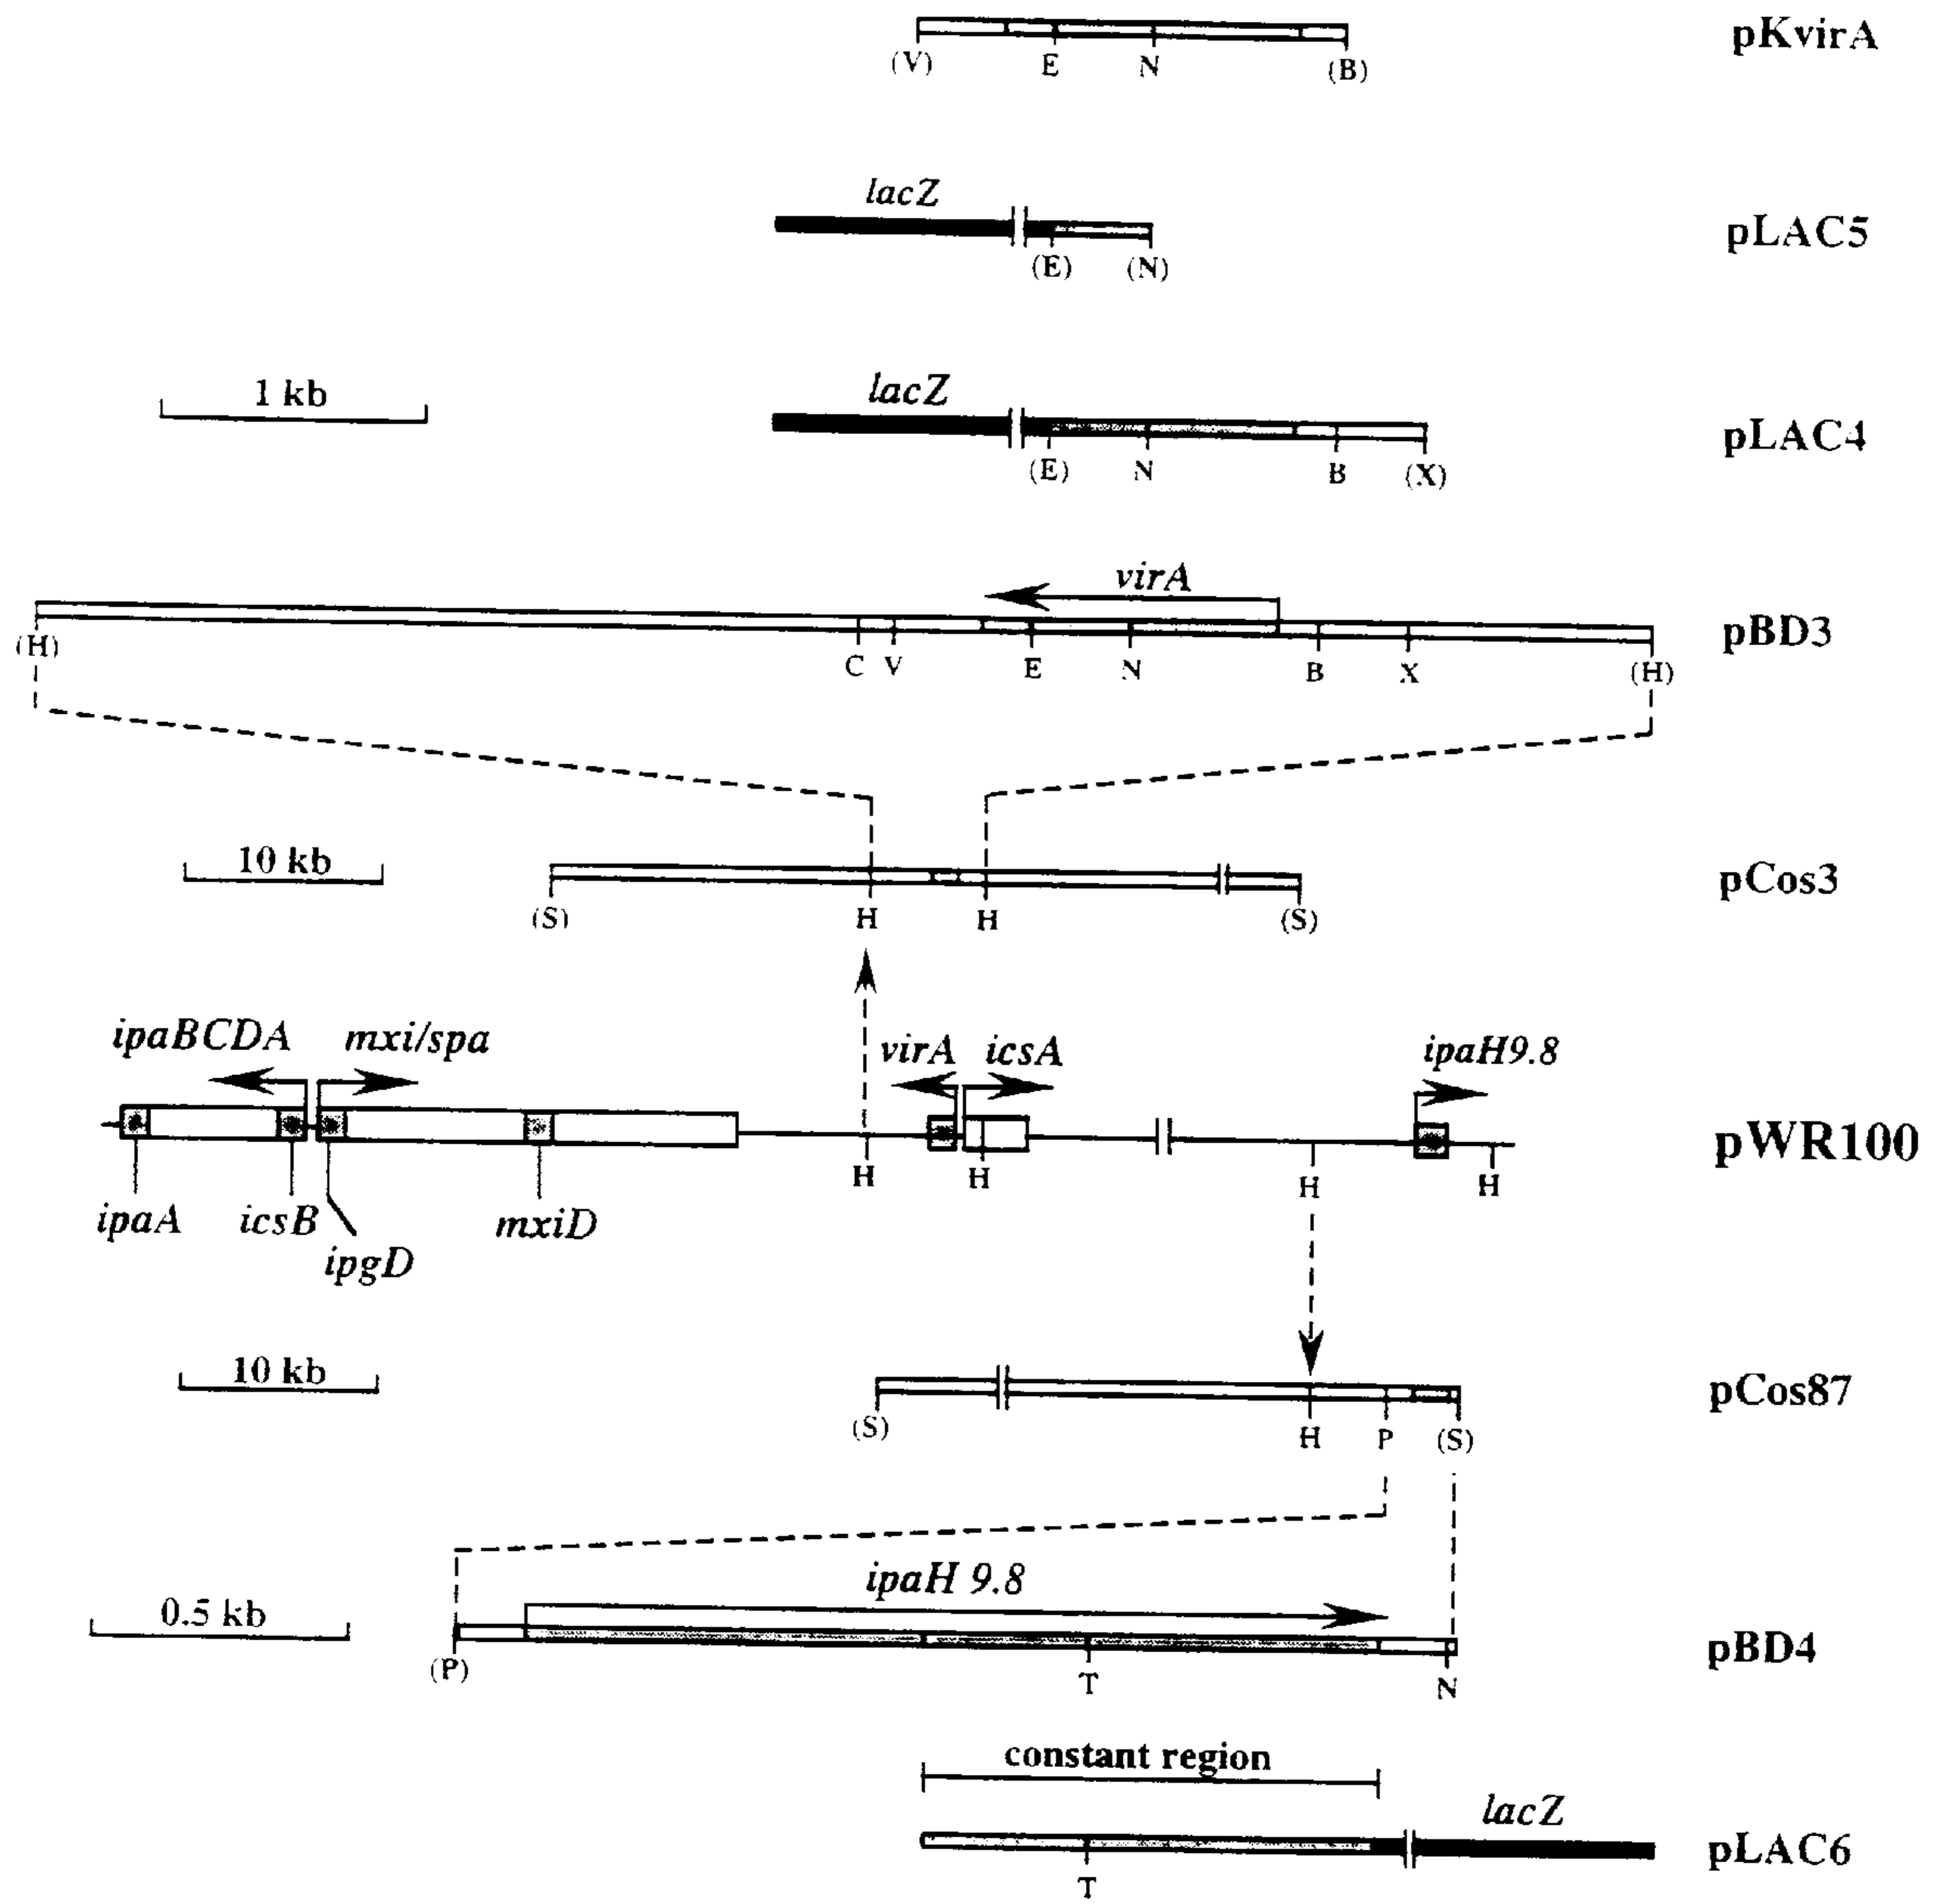 pKvirA
(V) E N (B)
lacZ
pLAC5
(E) (N)
1 kb
lacZ
pLAC4
(E) N B (X)
virA
pBD3
(H) C V E N B X (H)
10 kb
pCos3
(S) H H (S)
ipaBCDA mxi/spa virA icsA ipaH9.8
pWR100
H H H H
ipaA icsB ipgD mxiD
10 kb
pCos87
(S) H P (S)
0.5 kb
ipaH 9.8
pBD4
(P) T N
constant region
lacZ
pLAC6
T